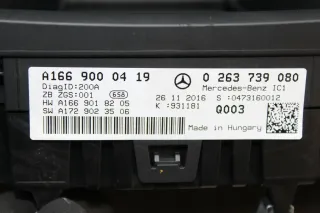 A166 900 04 19 0 263 739 080
DiagID:200A Mercedes-Benz IC1
ZB ZGS:001 658 26 11 2016 S :0473160012
HW A166 901 82 05 K :931181 Q003
SW A172 902 35 06
Made in Hungary